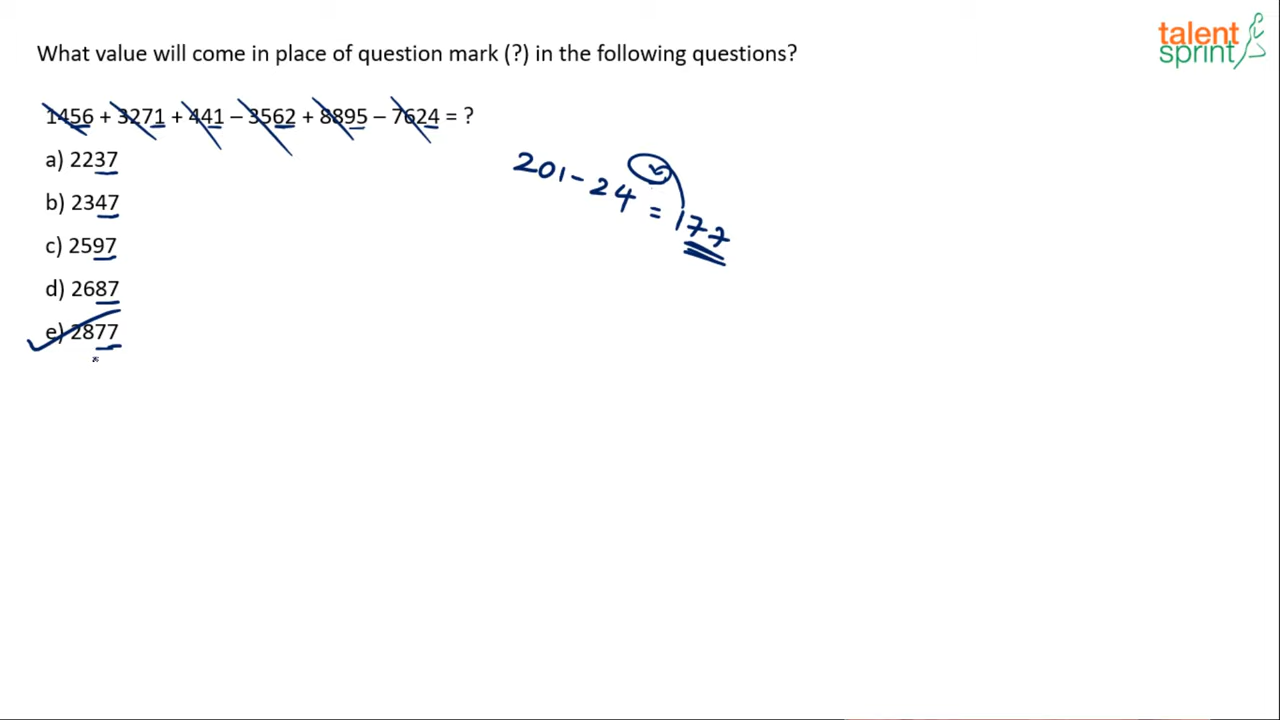 talent
sprint
What value will come in place of question mark (?) in the following questions?
1456 + 3271 + 441 – 3562 + 8895 – 7624 = ?
a) 2237
b) 2347
c) 2597
d) 2687
e) 2877
201 - 24 = 177